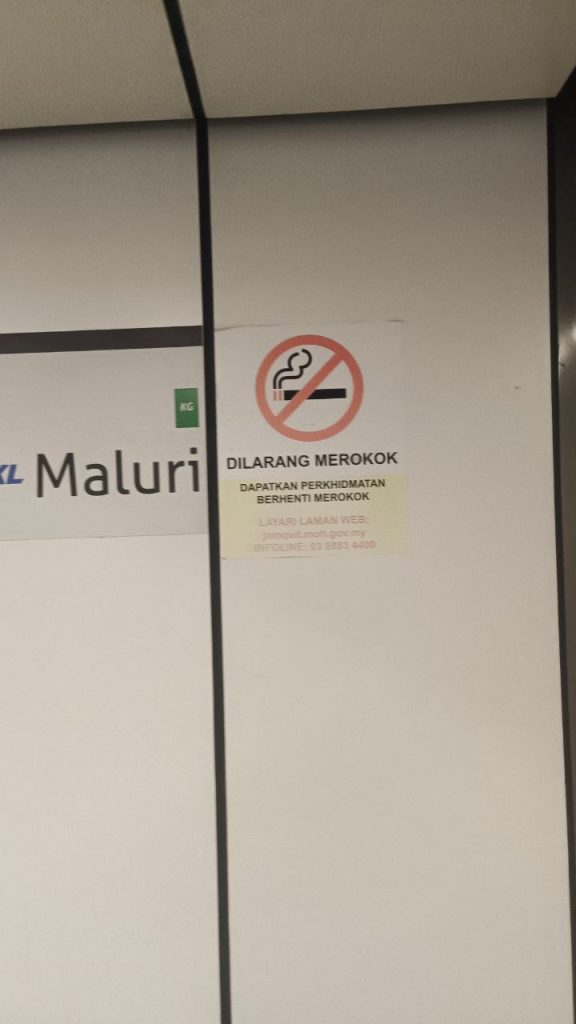 KG
KL Maluri
DILARANG MEROKOK
DAPATKAN PERKHIDMATAN
BERHENTI MEROKOK
LAYARI LAMAN WEB:
jomquit.moh.gov.my
INFOLINE: 03 8883 4400